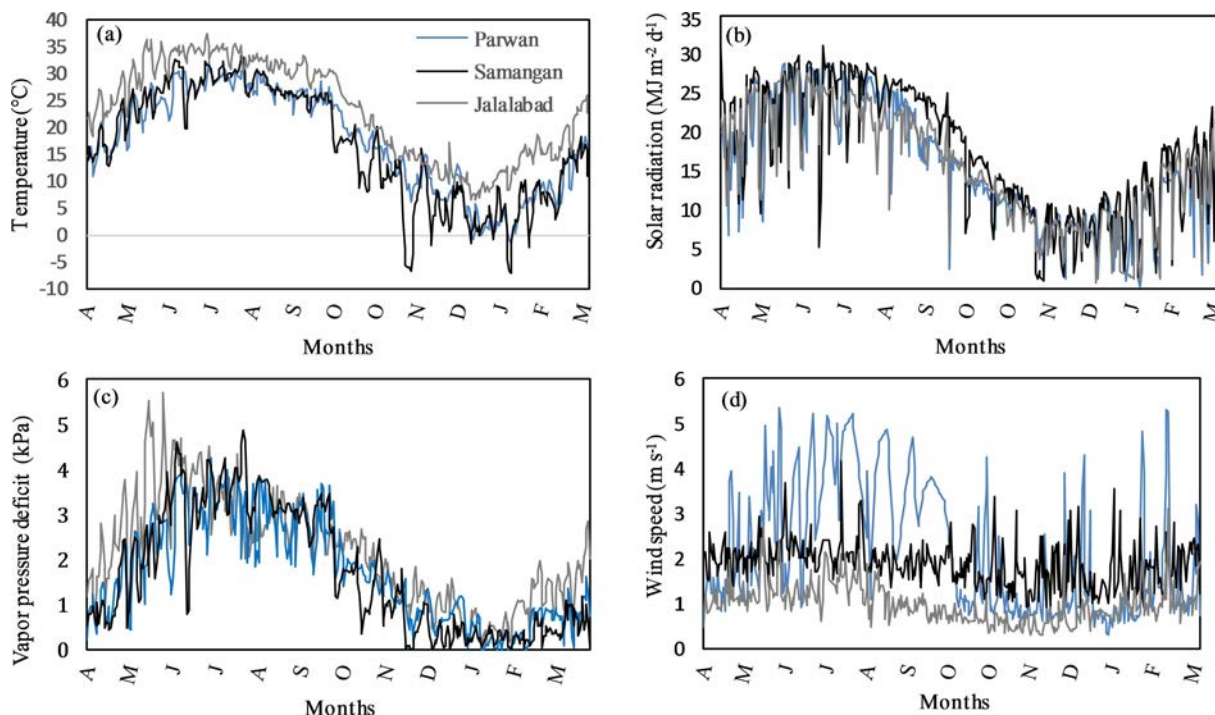 (a)
Temperature (°C)
40
35
30
25
20
15
10
5
0
-5
-10
Parwan
Samangan
Jalalabad
A M J J A S O O N D J F M
Months
(b)
Solar radiation (MJ m⁻² d⁻¹)
35
30
25
20
15
10
5
0
A M J J A S O O N D J F M
Months
(c)
Vapor pressure deficit (kPa)
6
5
4
3
2
1
0
A M J J A S O O N D J F M
Months
(d)
Wind speed (m s⁻¹)
6
5
4
3
2
1
0
A M J J A S O O N D J F M
Months